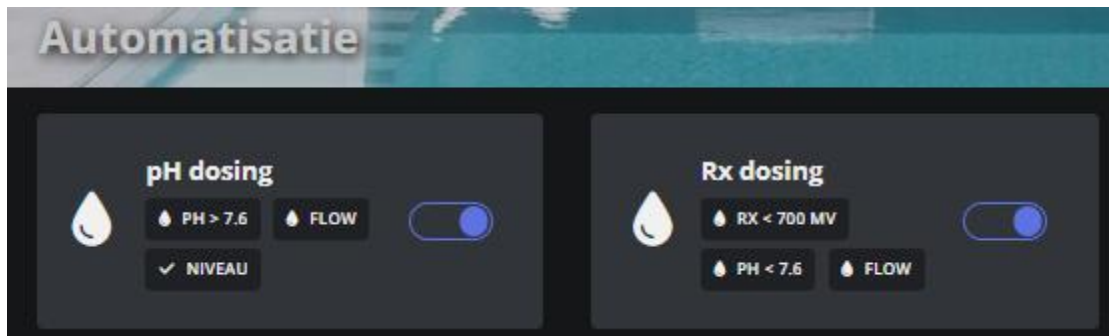 Automatisatie
pH dosing
PH > 7.6 FLOW
NIVEAU
Rx dosing
RX < 700 MV
PH < 7.6 FLOW